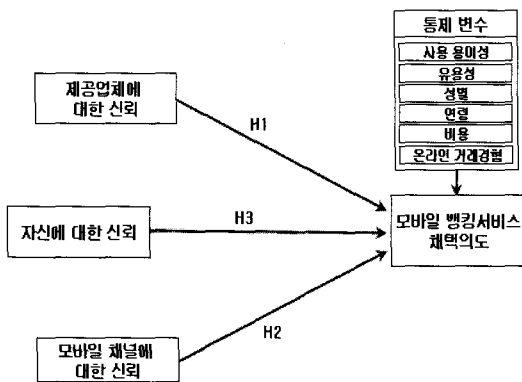 통제 변수
사용 용이성
유용성
성별
연령
비용
온라인 거래경험
제공업체에
대한 신뢰
H1
자신에 대한 신뢰
H3
모바일 뱅킹서비스
채택의도
H2
모바일 채널에
대한 신뢰